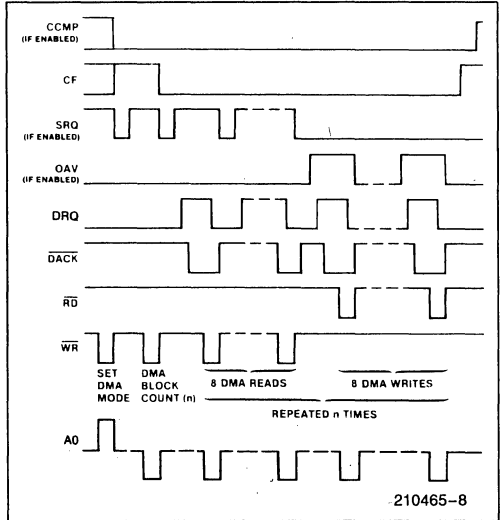 CCMP
(IF ENABLED)
CF
SRQ
(IF ENABLED)
OAV
(IF ENABLED)
DRQ
DACK
RD
WR
SET DMA MODE
DMA BLOCK COUNT (n)
8 DMA READS
8 DMA WRITES
REPEATED n TIMES
A0
210465-8